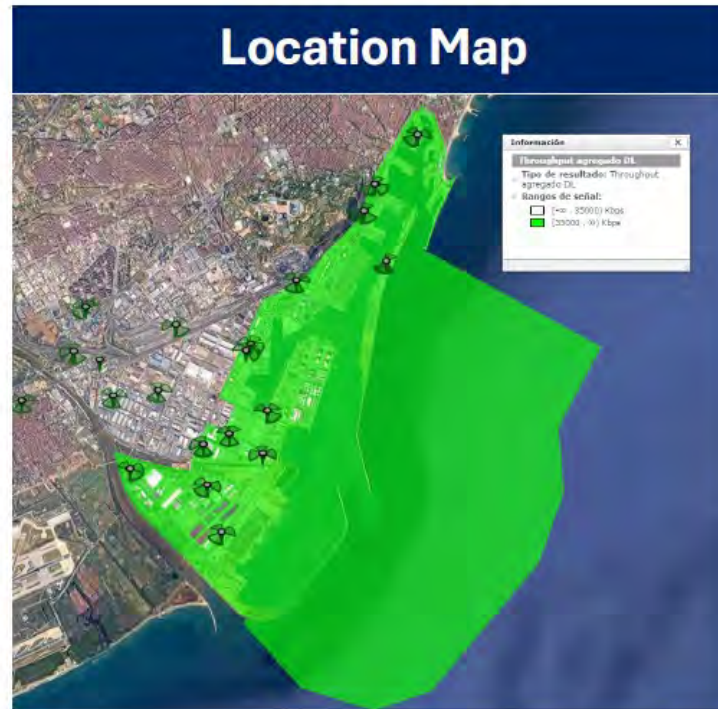 Location Map
Información X
Throughput agregado DL
Tipo de resultado: Throughput
agregado DL
Rangos de señal:
(-∞ , 35000) Kbps
(35000 , ∞) Kbps